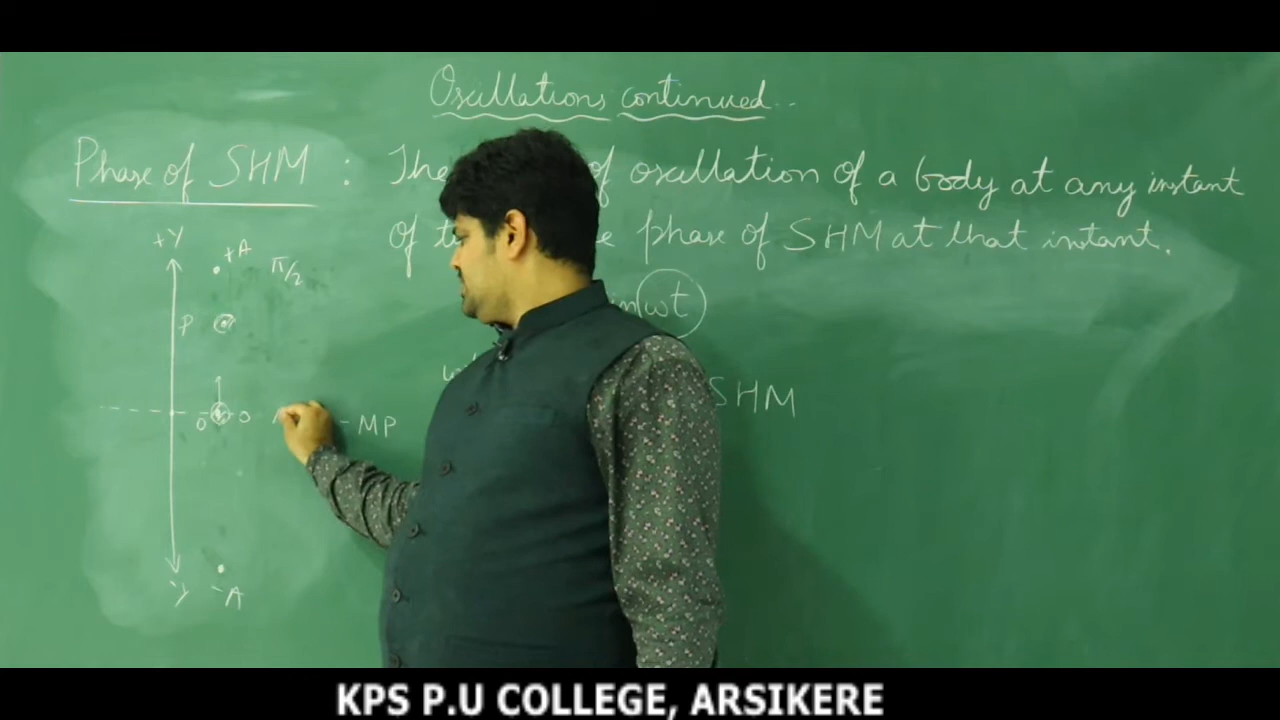 Oscillations continued...
Phase of SHM : The of oscillation of a body at any instant
of phase of SHM at that instant.
+Y
+A π/2
P
ωt
SHM
O O - MP
-Y -A
KPS P.U COLLEGE, ARSIKERE